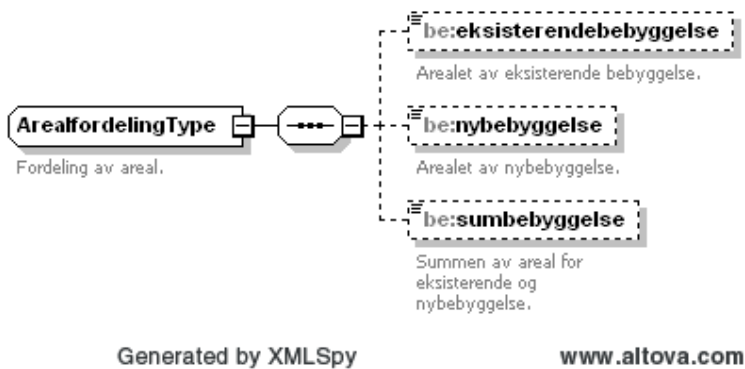 be:eksisterendebebyggelse
Arealet av eksisterende bebyggelse.
ArealfordelingType
Fordeling av areal.
be:nybebyggelse
Arealet av nybebyggelse.
be:sumbebyggelse
Summen av areal for
eksisterende og
nybebyggelse.
Generated by XMLSpy
www.altova.com